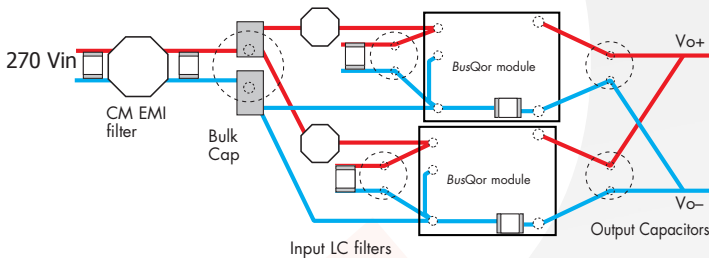 270 Vin
CM EMI
filter
Bulk
Cap
BusQor module
BusQor module
Input LC filters
Vo+
Vo–
Output Capacitors